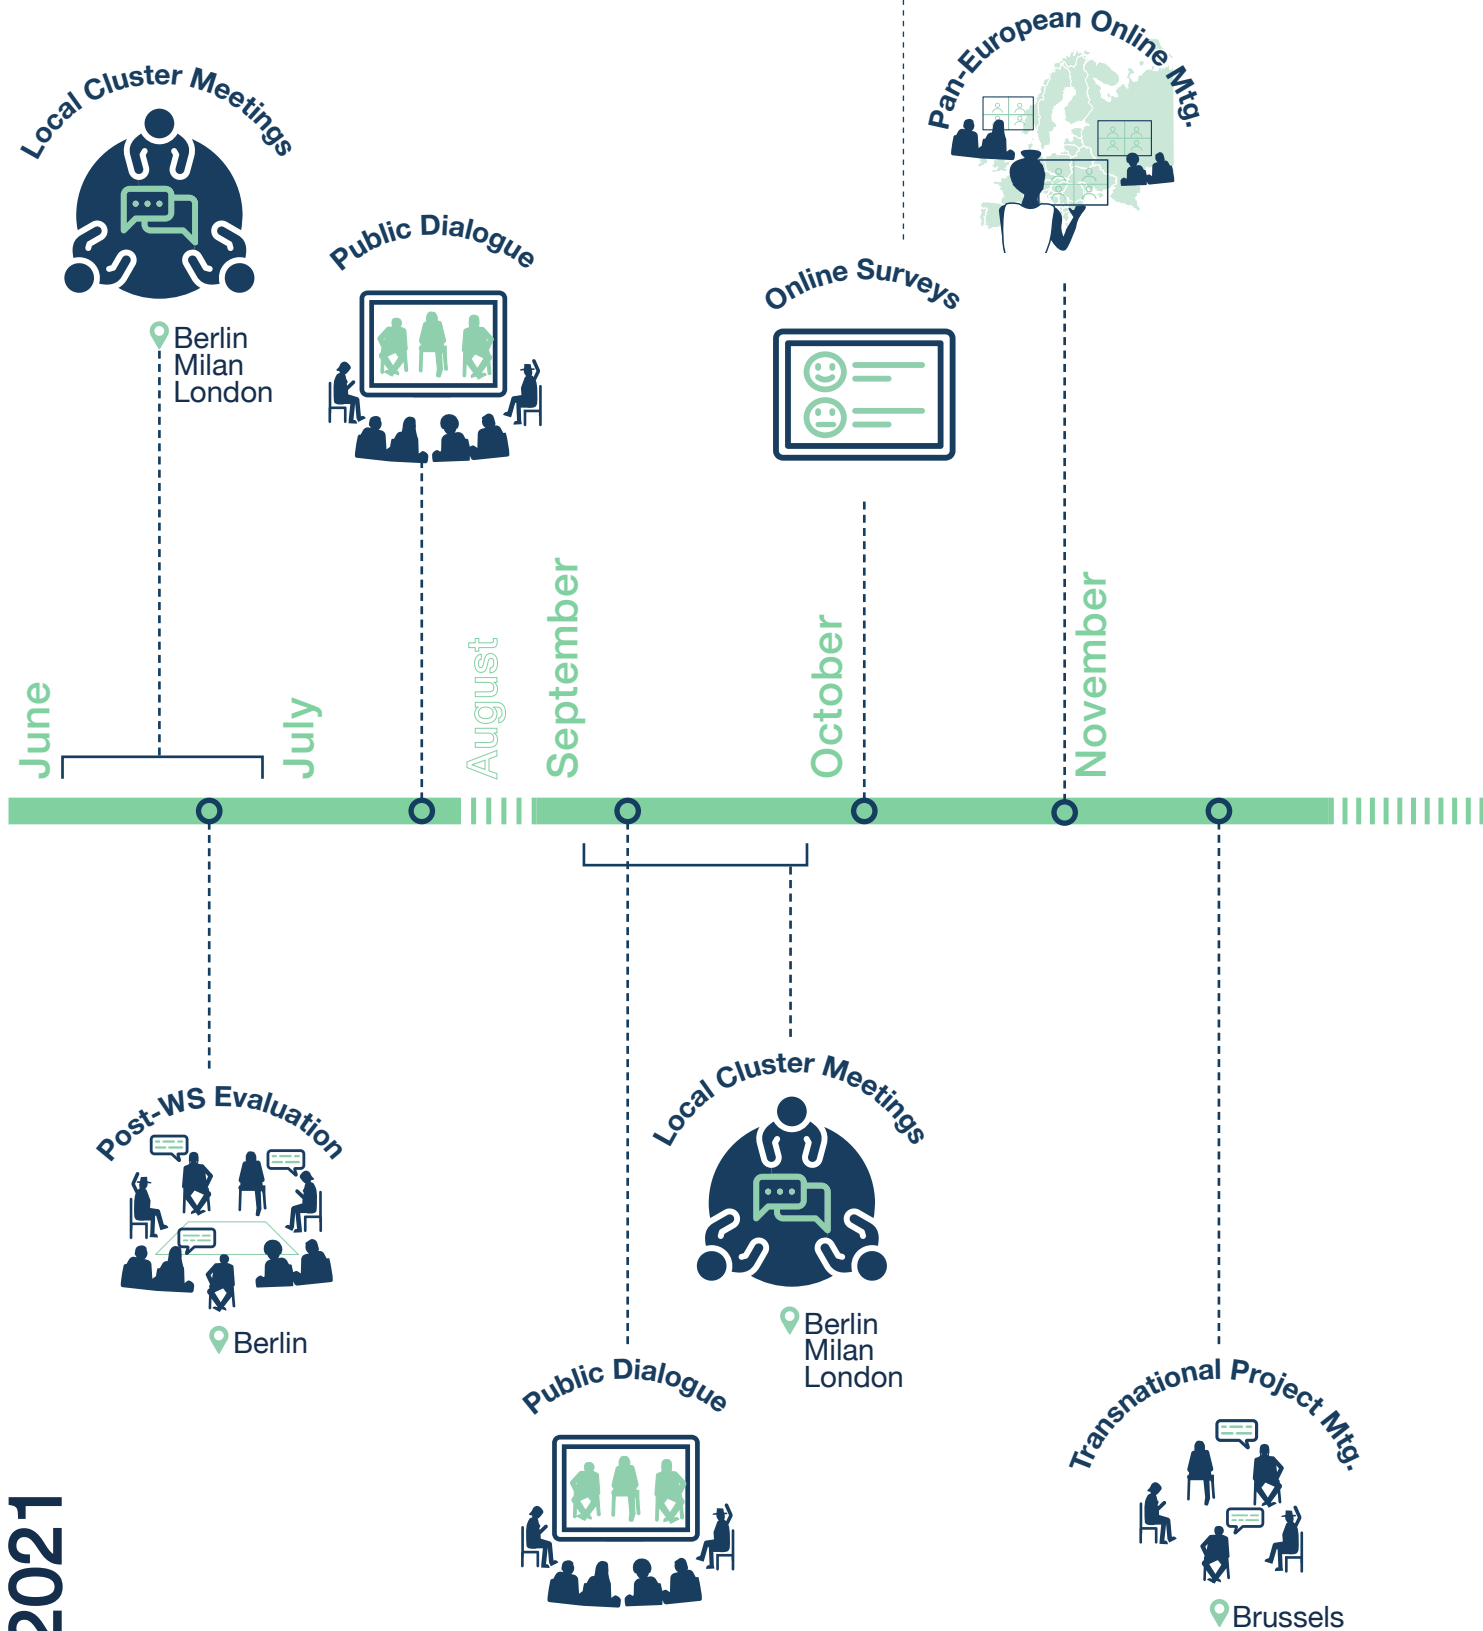 Pan-European Online Mtg.
Local Cluster Meetings
Public Dialogue
Online Surveys
Berlin
Milan
London
June
July
August
September
October
November
Post-WS Evaluation
Berlin
Local Cluster Meetings
Berlin
Milan
London
Public Dialogue
Transnational Project Mtg.
Brussels
2021